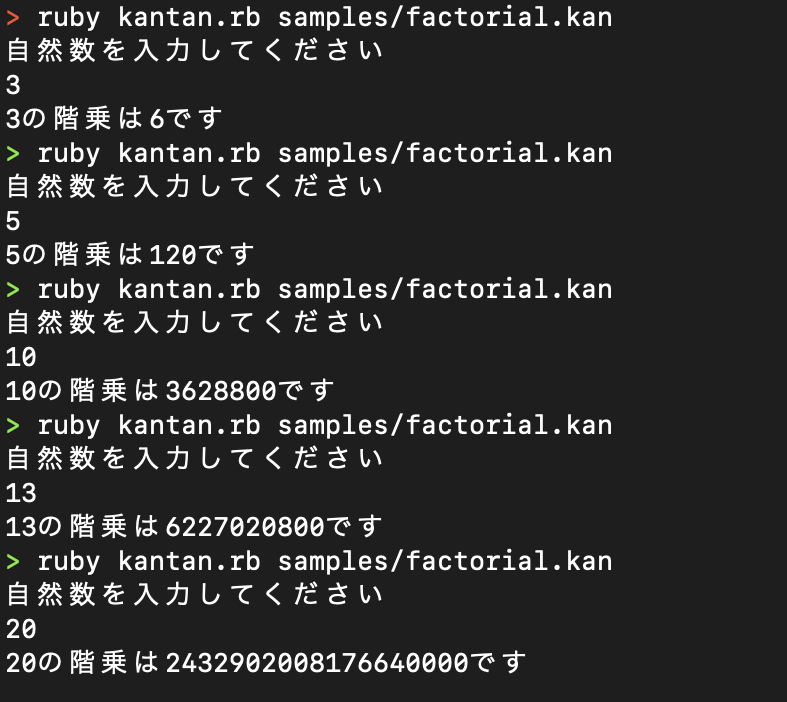 > ruby kantan.rb samples/factorial.kan
自然数を入力してください
3
3の階乗は6です
> ruby kantan.rb samples/factorial.kan
自然数を入力してください
5
5の階乗は120です
> ruby kantan.rb samples/factorial.kan
自然数を入力してください
10
10の階乗は3628800です
> ruby kantan.rb samples/factorial.kan
自然数を入力してください
13
13の階乗は6227020800です
> ruby kantan.rb samples/factorial.kan
自然数を入力してください
20
20の階乗は2432902008176640000です